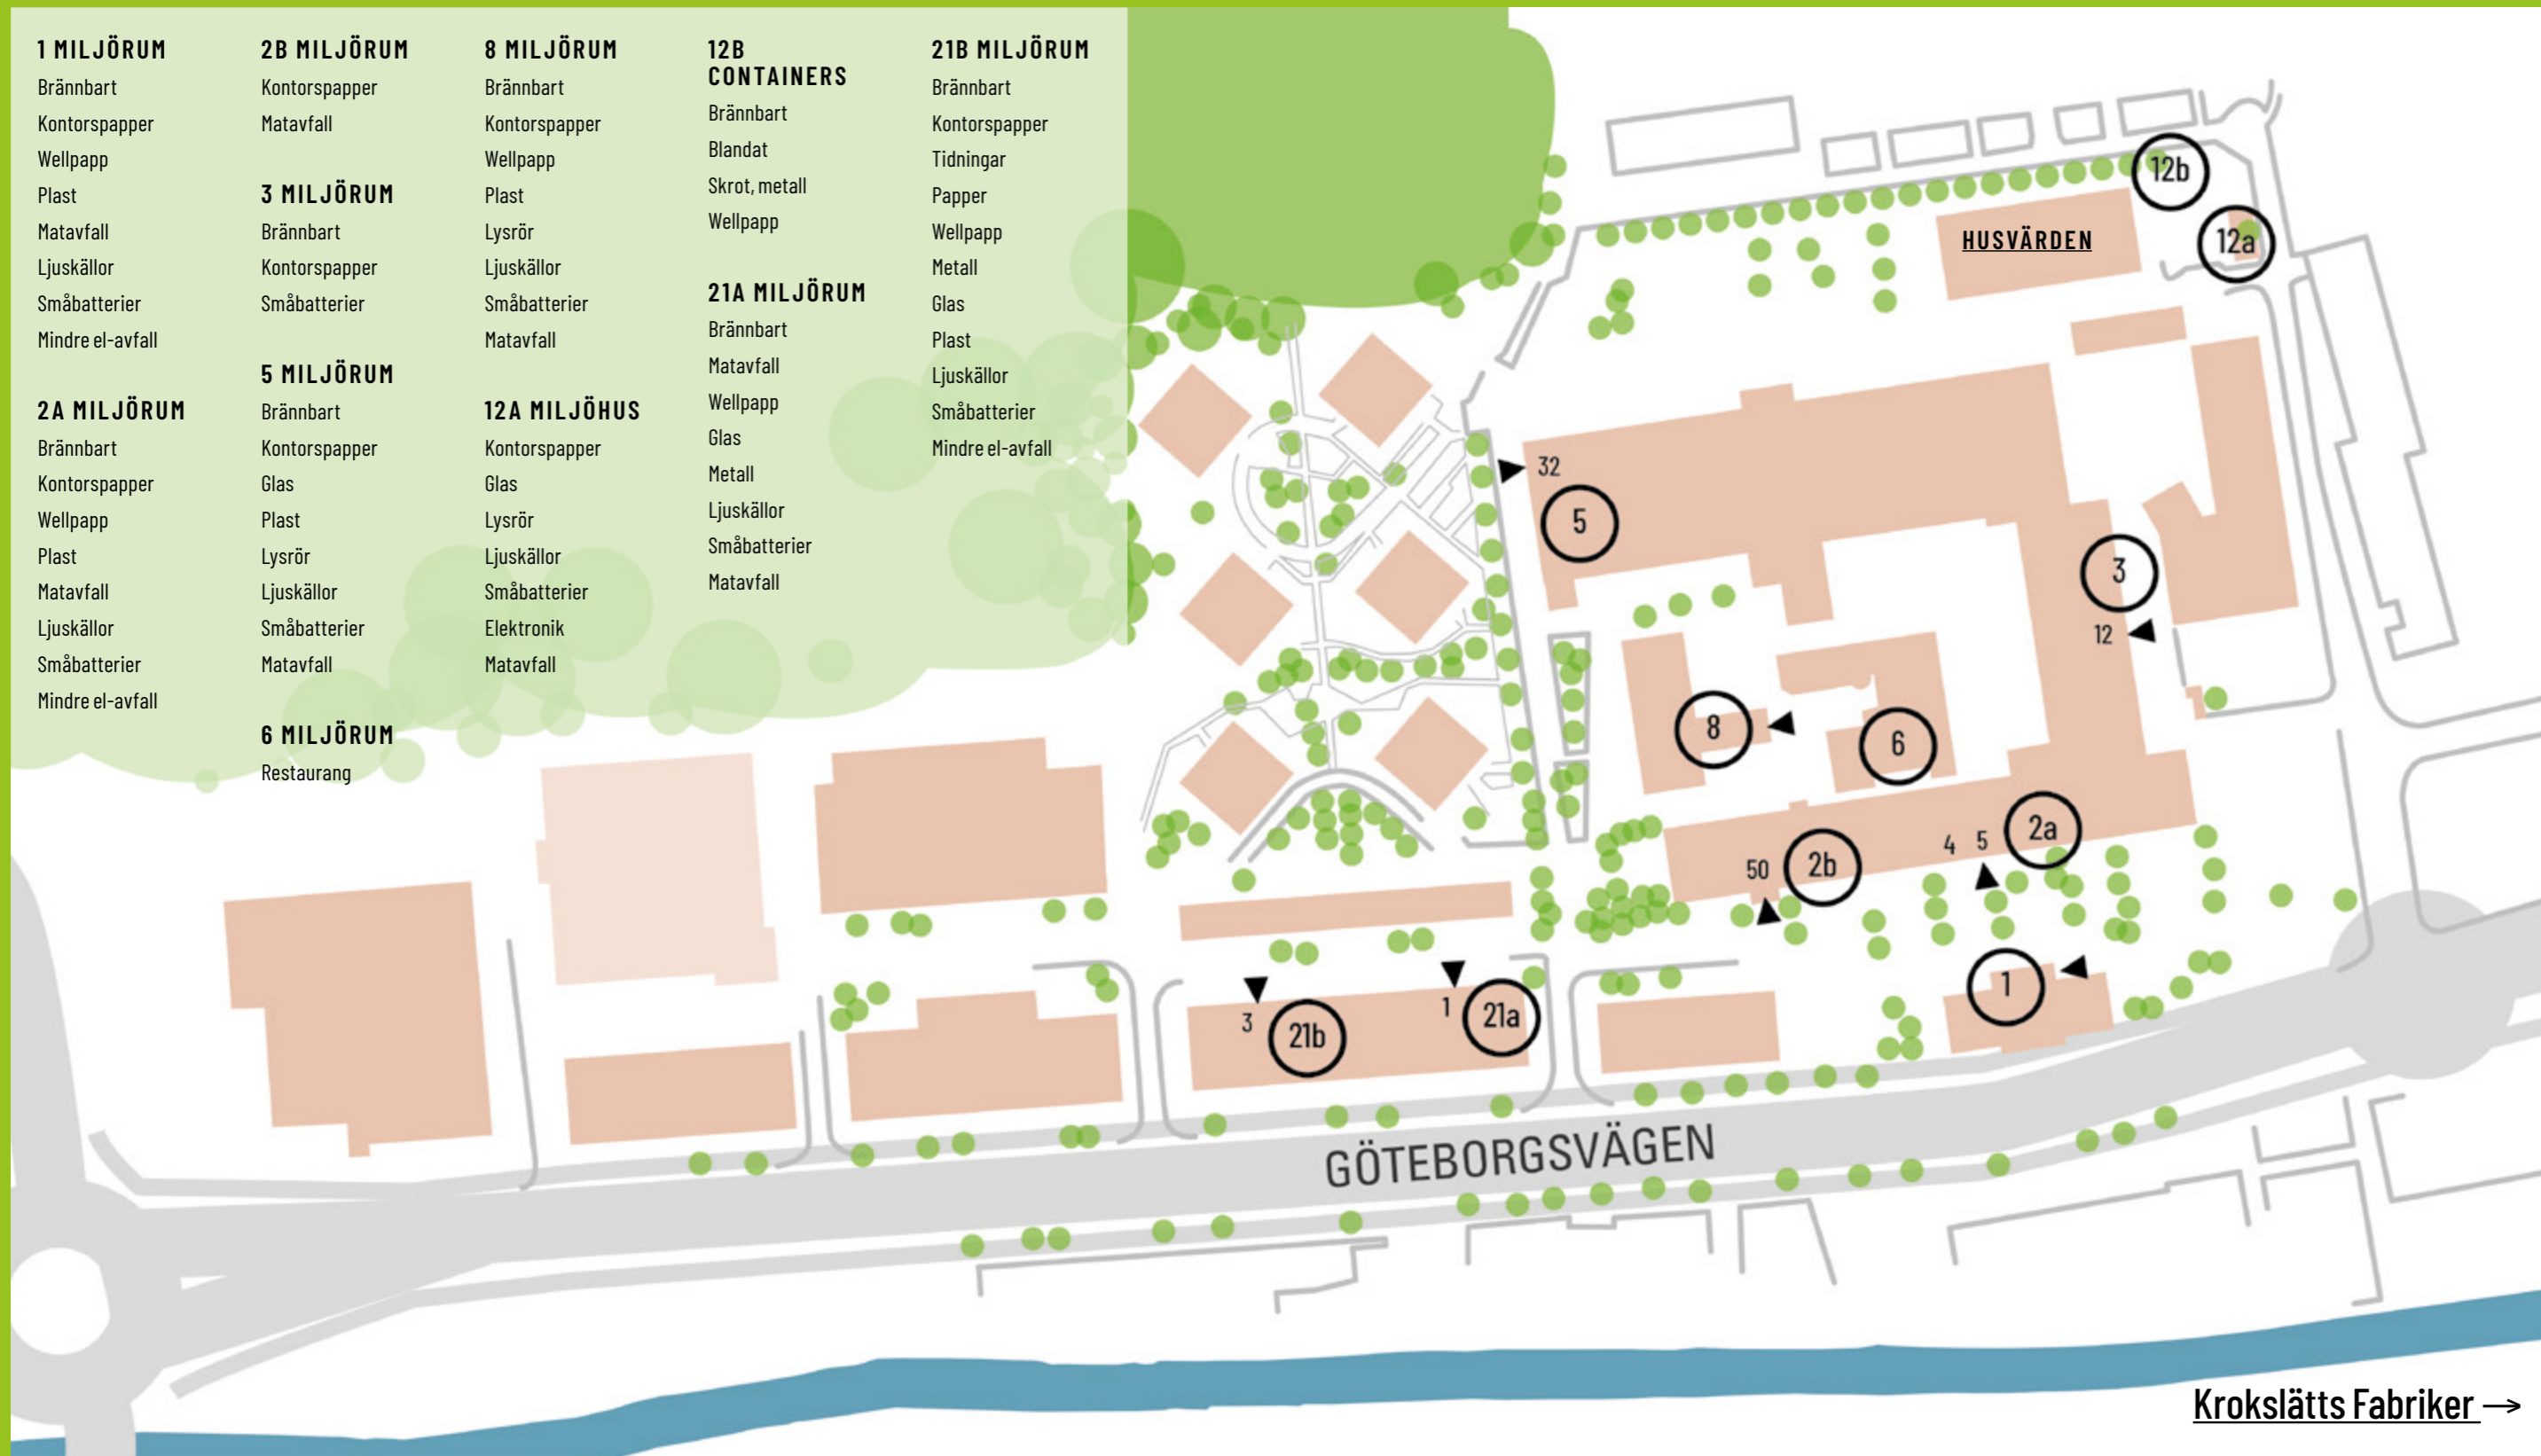 1 MILJÖRUM
Brännbart
Kontorspapper
Wellpapp
Plast
Matavfall
Ljuskällor
Småbatterier
Mindre el-avfall
2A MILJÖRUM
Brännbart
Kontorspapper
Wellpapp
Plast
Matavfall
Ljuskällor
Småbatterier
Mindre el-avfall
2B MILJÖRUM
Kontorspapper
Matavfall
3 MILJÖRUM
Brännbart
Kontorspapper
Småbatterier
5 MILJÖRUM
Brännbart
Kontorspapper
Glas
Plast
Lysrör
Ljuskällor
Småbatterier
Matavfall
6 MILJÖRUM
Restaurang
8 MILJÖRUM
Brännbart
Kontorspapper
Wellpapp
Plast
Lysrör
Ljuskällor
Småbatterier
Matavfall
12A MILJÖHUS
Kontorspapper
Glas
Lysrör
Ljuskällor
Småbatterier
Elektronik
Matavfall
12B
CONTAINERS
Brännbart
Blandat
Skrot, metall
Wellpapp
21A MILJÖRUM
Brännbart
Matavfall
Wellpapp
Glas
Metall
Ljuskällor
Småbatterier
Matavfall
21B MILJÖRUM
Brännbart
Kontorspapper
Tidningar
Papper
Wellpapp
Metall
Glas
Plast
Ljuskällor
Småbatterier
Mindre el-avfall
12b
HUSVÄRDEN
12a
32
5
3
12
8
6
2a
4 5
50
2b
1
3
21b
1
21a
GÖTEBORGSVÄGEN
Krokslätts Fabriker →